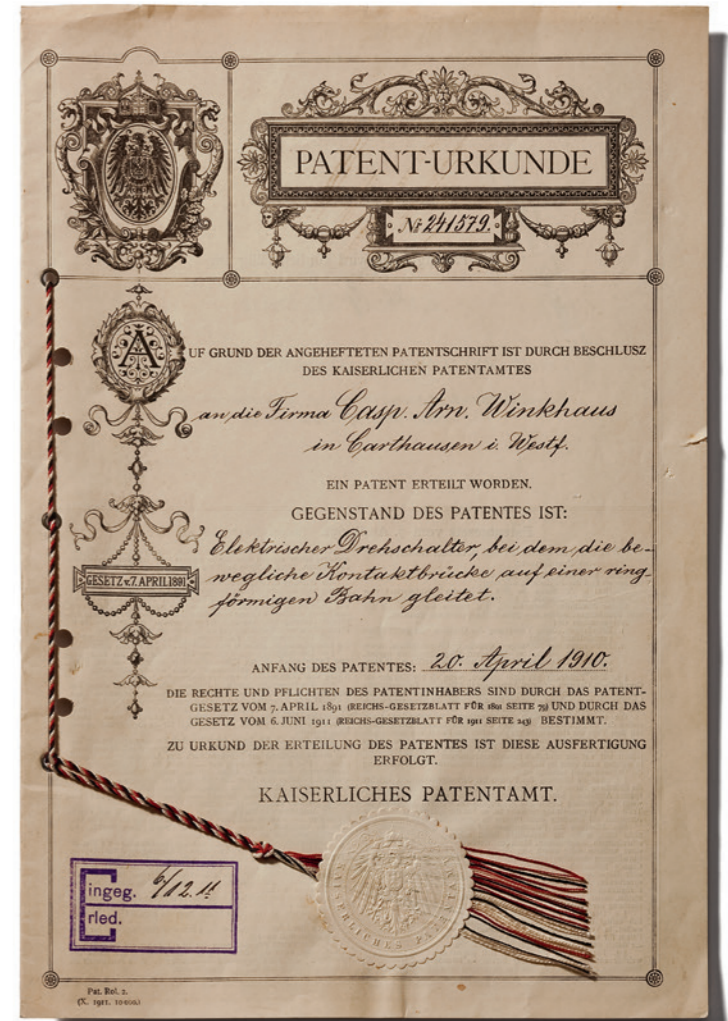 PATENT-URKUNDE
No 241579.
AUF GRUND DER ANGEHEFTETEN PATENTSCHRIFT IST DURCH BESCHLUSZ
DES KAISERLICHEN PATENTAMTES
an die Firma Casp. Arn. Winkhaus
in Carthausen i. Westf.
EIN PATENT ERTEILT WORDEN.
GEGENSTAND DES PATENTES IST:
Elektrischer Drehschalter, bei dem die be-
wegliche Kontaktbrücke auf einer ring-
förmigen Bahn gleitet.
GESETZ v. 7. APRIL 1891
ANFANG DES PATENTES: 20. April 1910.
DIE RECHTE UND PFLICHTEN DES PATENTINHABERS SIND DURCH DAS PATENT-
GESETZ VOM 7. APRIL 1891 (REICHS-GESETZBLATT FÜR 1891 SEITE 79) UND DURCH DAS
GESETZ VOM 6. JUNI 1911 (REICHS-GESETZBLATT FÜR 1911 SEITE 243) BESTIMMT.
ZU URKUND DER ERTEILUNG DES PATENTES IST DIESE AUSFERTIGUNG
ERFOLGT.
KAISERLICHES PATENTAMT.
KAISERLICHES PATENTAMT
ingeg. 6/12. 11
rled.
Pat. Rol. 2.
(X. 1911. 10000.)